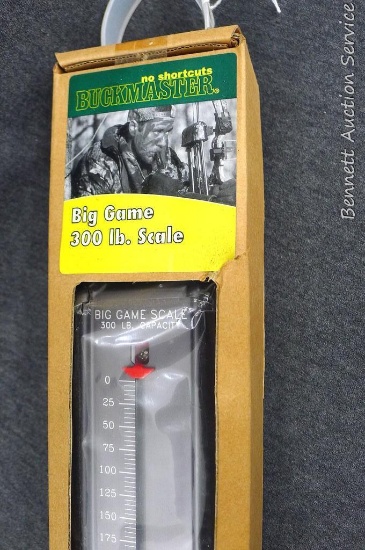 no shortcuts
BUCKMASTER®
Big Game
300 lb. Scale
BIG GAME SCALE
300 LB. CAPACITY
0
25
50
75
100
125
150
175
Bennett Auction Service